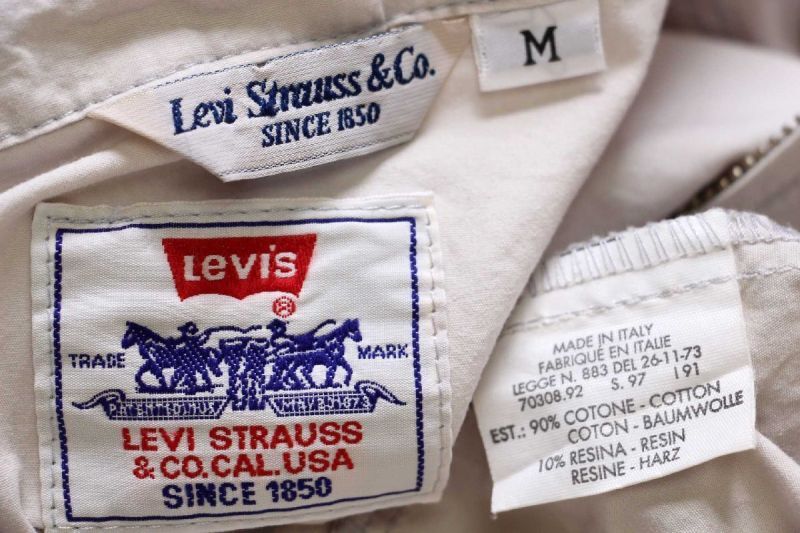 Levi Strauss & Co.
SINCE 1850
M
LEVI'S
®
TRADE MARK
LEVI STRAUSS
& CO. CAL. USA
SINCE 1850
MADE IN ITALY
FABRIQUÉ EN ITALIE
LEGGE N. 883 DEL 26-11-73
70308.92 S. 97 191
EST.: 90% COTONE - COTTON
COTON - BAUMWOLLE
10% RESINA - RESIN
RESINE - HARZ